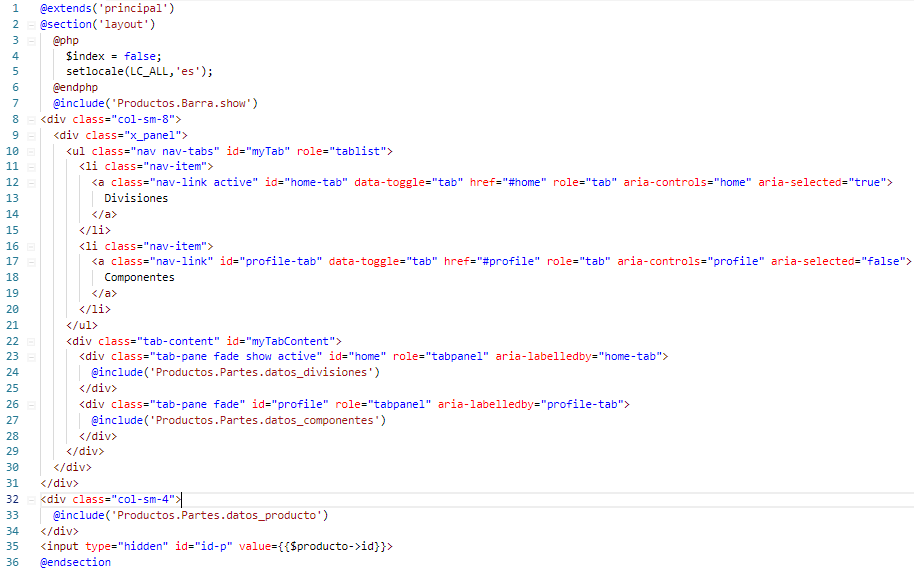 1 @extends('principal')
2 @section('layout')
3   @php
4     $index = false;
5     setlocale(LC_ALL,'es');
6   @endphp
7   @include('Productos.Barra.show')
8 <div class="col-sm-8">
9   <div class="x_panel">
10     <ul class="nav nav-tabs" id="myTab" role="tablist">
11       <li class="nav-item">
12         <a class="nav-link active" id="home-tab" data-toggle="tab" href="#home" role="tab" aria-controls="home" aria-selected="true">
13           Divisiones
14         </a>
15       </li>
16       <li class="nav-item">
17         <a class="nav-link" id="profile-tab" data-toggle="tab" href="#profile" role="tab" aria-controls="profile" aria-selected="false">
18           Componentes
19         </a>
20       </li>
21     </ul>
22     <div class="tab-content" id="myTabContent">
23       <div class="tab-pane fade show active" id="home" role="tabpanel" aria-labelledby="home-tab">
24         @include('Productos.Partes.datos_divisiones')
25       </div>
26       <div class="tab-pane fade" id="profile" role="tabpanel" aria-labelledby="profile-tab">
27         @include('Productos.Partes.datos_componentes')
28       </div>
29     </div>
30   </div>
31 </div>
32 <div class="col-sm-4">
33   @include('Productos.Partes.datos_producto')
34 </div>
35 <input type="hidden" id="id-p" value={{$producto->id}}>
36 @endsection